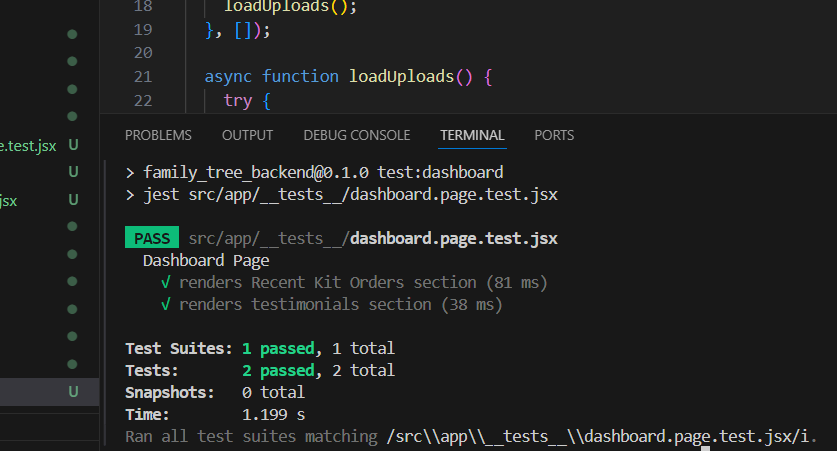 18 loadUploads();
19 }, []);
20
21 async function loadUploads() {
22 try {
e.test.jsx U
U
jsx U
U
PROBLEMS OUTPUT DEBUG CONSOLE TERMINAL PORTS
> family_tree_backend@0.1.0 test:dashboard
> jest src/app/__tests__/dashboard.page.test.jsx
PASS src/app/__tests__/dashboard.page.test.jsx
Dashboard Page
√ renders Recent Kit Orders section (81 ms)
√ renders testimonials section (38 ms)
Test Suites: 1 passed, 1 total
Tests: 2 passed, 2 total
Snapshots: 0 total
Time: 1.199 s
Ran all test suites matching /src\\app\\__tests__\\dashboard.page.test.jsx/i.